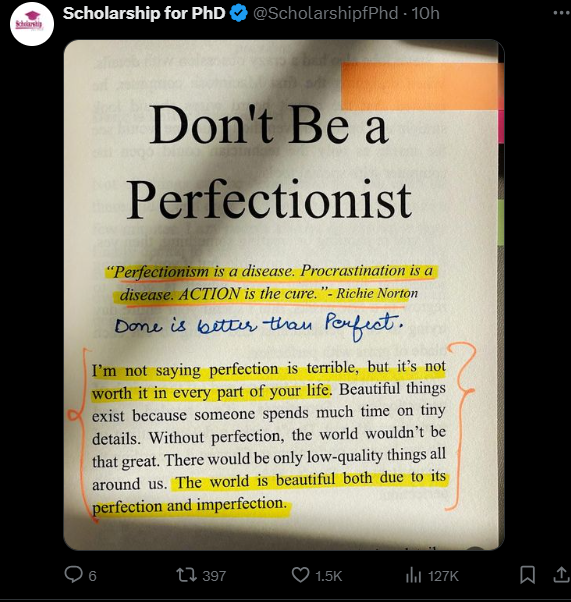 Scholarship for PhD @ScholarshipfPhd · 10h
Scholarship
Don't Be a
Perfectionist
“Perfectionism is a disease. Procrastination is a
disease. ACTION is the cure.”- Richie Norton
Done is better than Perfect.
I’m not saying perfection is terrible, but it’s not
worth it in every part of your life. Beautiful things
exist because someone spends much time on tiny
details. Without perfection, the world wouldn’t be
that great. There would be only low-quality things all
around us. The world is beautiful both due to its
perfection and imperfection.
6 397 1.5K 127K